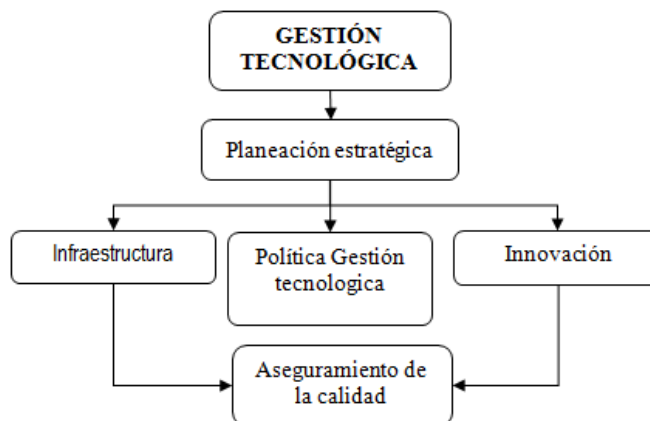 GESTIÓN
TECNOLÓGICA
Planeación estratégica
Infraestructura
Política Gestión
tecnologica
Innovación
Aseguramiento de
la calidad